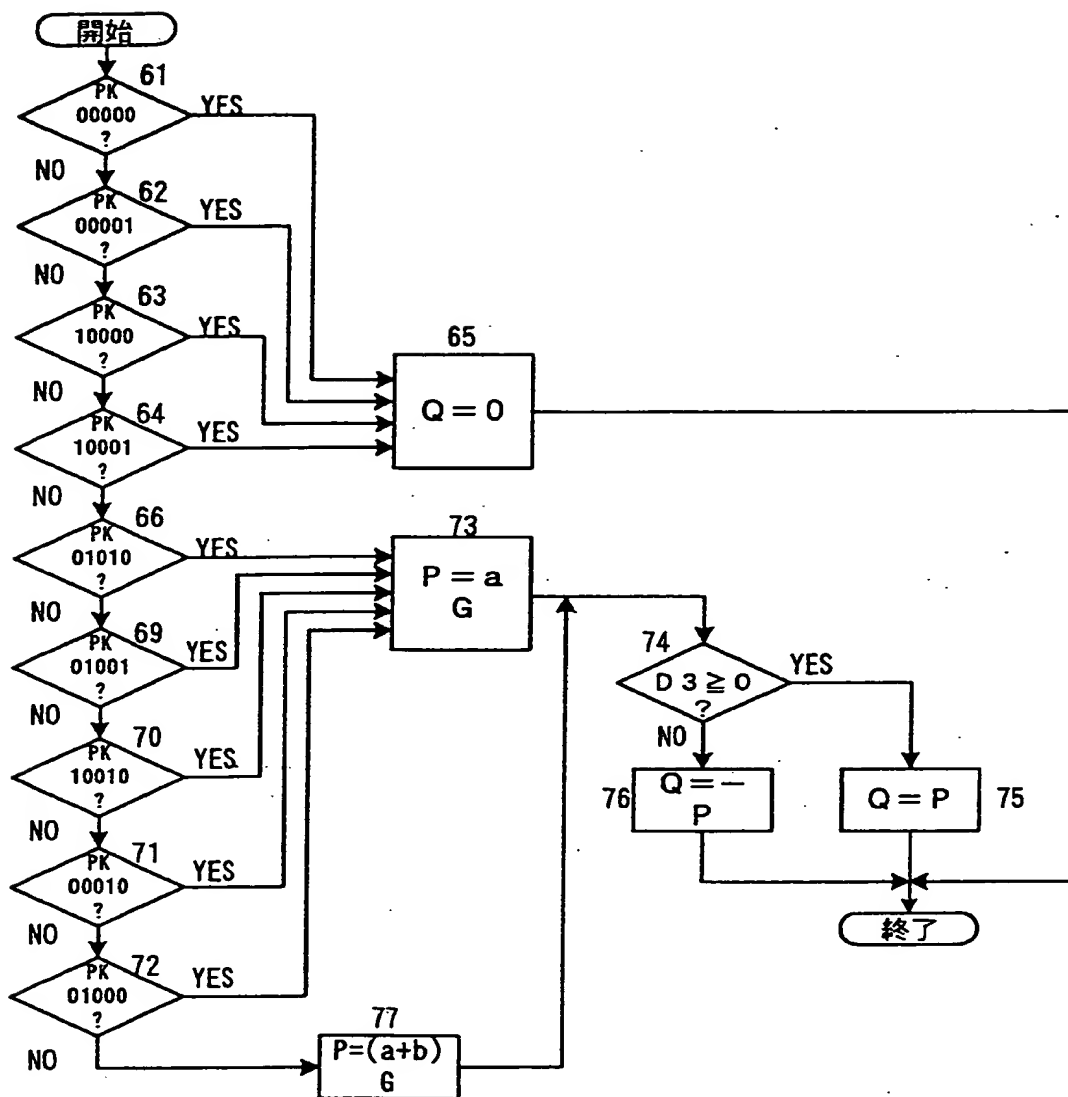 開始
61
PK
00000
?
YES
NO
62
PK
00001
?
YES
NO
63
PK
10000
?
YES
NO
64
PK
10001
?
YES
NO
65
Q=0
66
PK
01010
?
YES
NO
69
PK
01001
?
YES
NO
70
PK
10010
?
YES
NO
71
PK
00010
?
YES
NO
72
PK
01000
?
YES
NO
73
P=a
G
74
D3≧0
?
YES
NO
76
Q=-
P
Q=P
75
終了
77
P=(a+b)
G